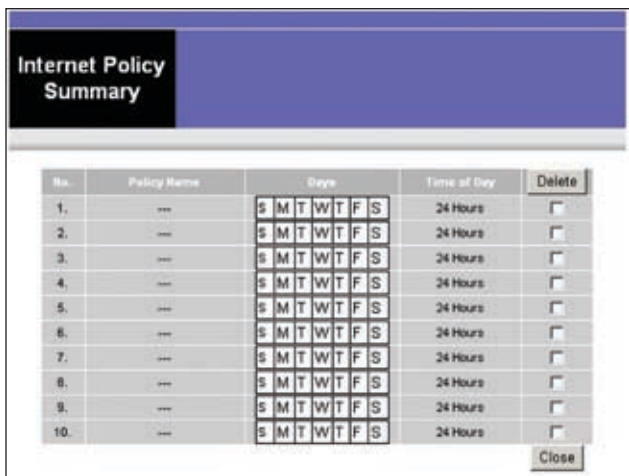 Internet Policy
Summary
No. Policy Name Days Time of Day Delete
1. --- S M T W T F S 24 Hours
2. --- S M T W T F S 24 Hours
3. --- S M T W T F S 24 Hours
4. --- S M T W T F S 24 Hours
5. --- S M T W T F S 24 Hours
6. --- S M T W T F S 24 Hours
7. --- S M T W T F S 24 Hours
8. --- S M T W T F S 24 Hours
9. --- S M T W T F S 24 Hours
10. --- S M T W T F S 24 Hours
Close